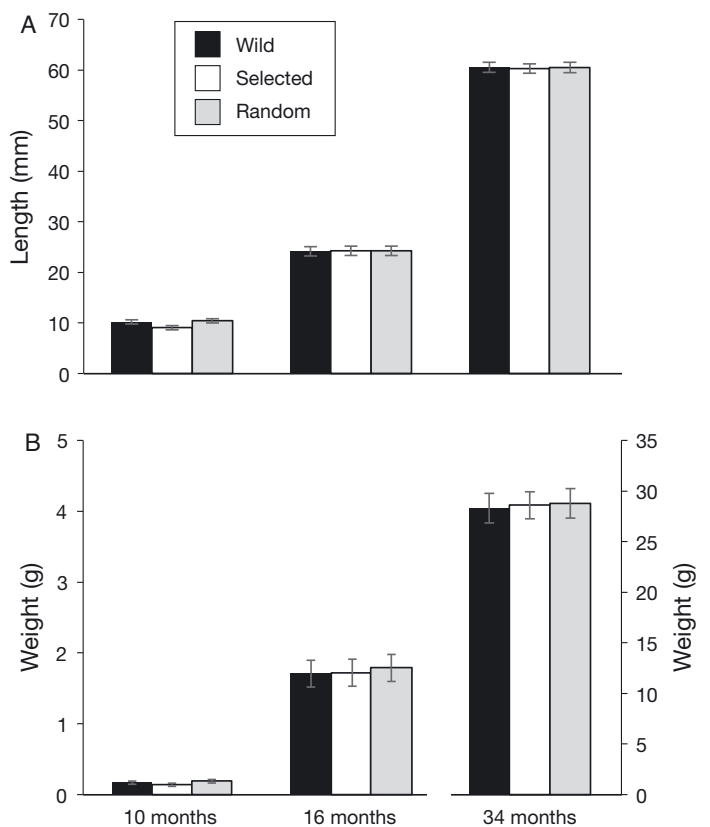 A
70
60
50
40
30
20
10
0
Length (mm)
Wild
Selected
Random
B
5
4
3
2
1
0
Weight (g)
35
30
25
20
15
10
5
0
Weight (g)
10 months
16 months
34 months